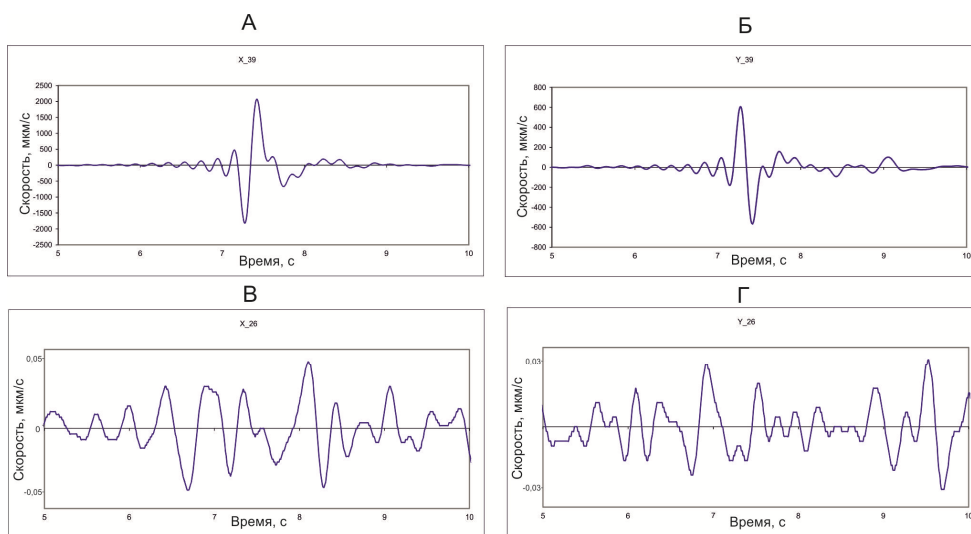 А
X_39
2500
2000
1500
1000
500
0
-500
-1000
-1500
-2000
-2500
Скорость, мкм/с
5 6 7 8 9 10
Время, с
Б
Y_39
800
600
400
200
0
-200
-400
-600
-800
Скорость, мкм/с
5 6 7 8 9 10
Время, с
В
X_26
0,05
0
-0,05
Скорость, мкм/с
5 6 7 8 9 10
Время, с
Г
Y_26
0,03
0
-0,03
Скорость, мкм/с
5 6 7 8 9 10
Время, с